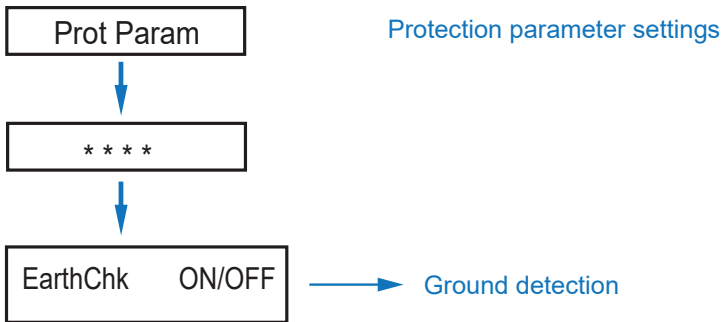 Prot Param
Protection parameter settings
* * * *
EarthChk ON/OFF
Ground detection